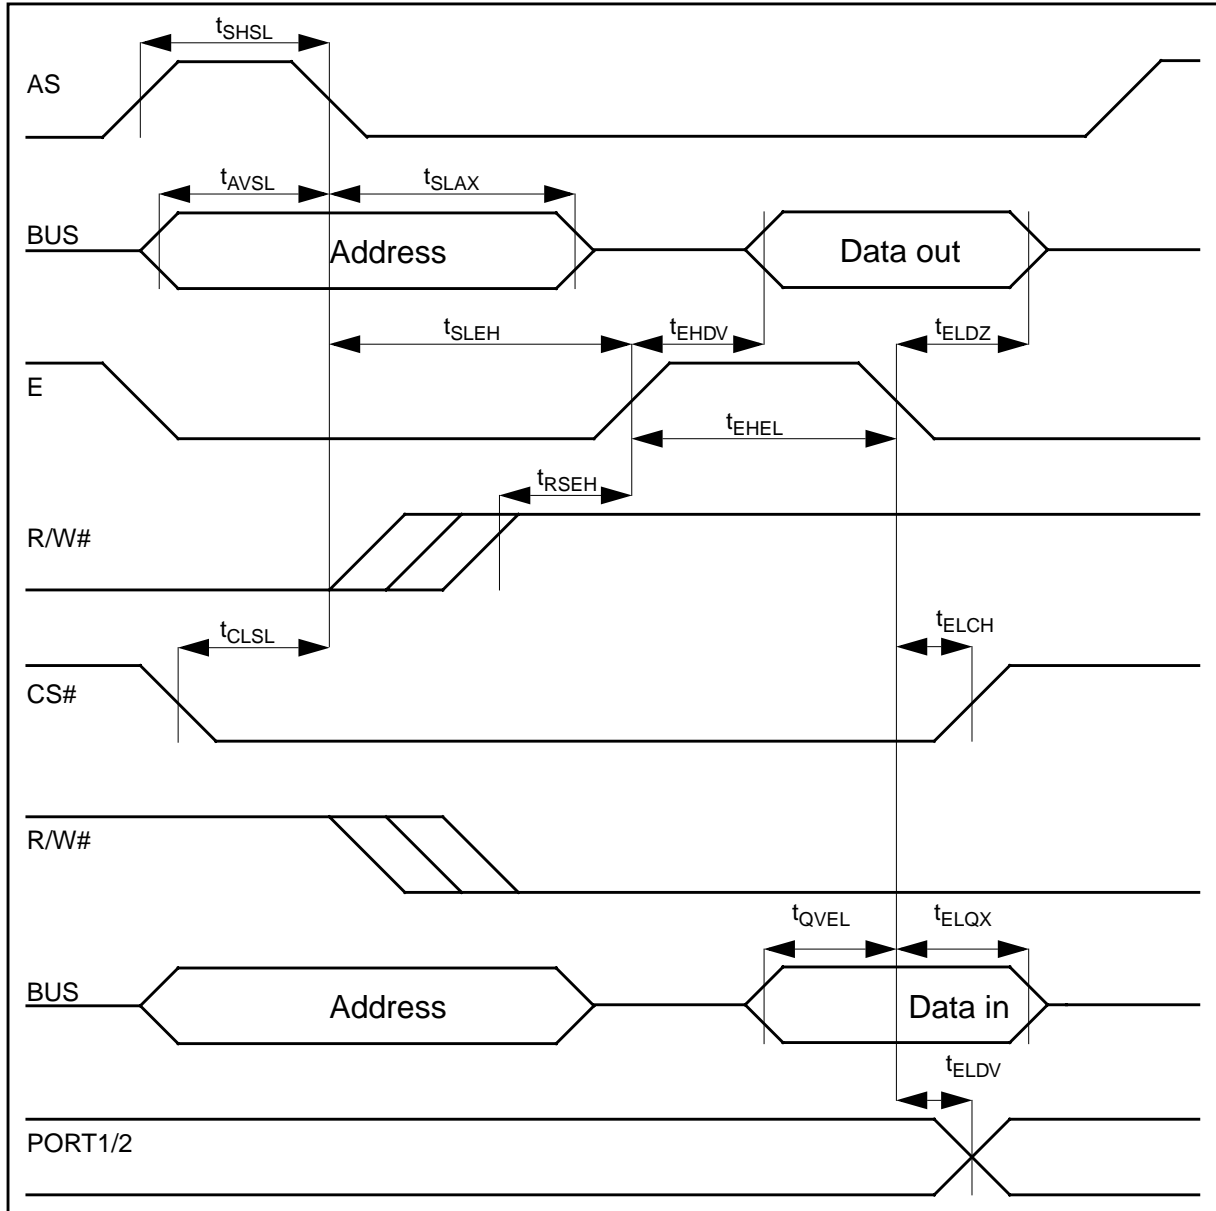 tSHSL
AS
tAVSL
tSLAX
BUS
Address
Data out
tSLEH
tEHDV
tELDZ
E
tEHEL
tRSEH
R/W#
tCLSL
tELCH
CS#
R/W#
tQVEL
tELQX
BUS
Address
Data in
tELDV
PORT1/2